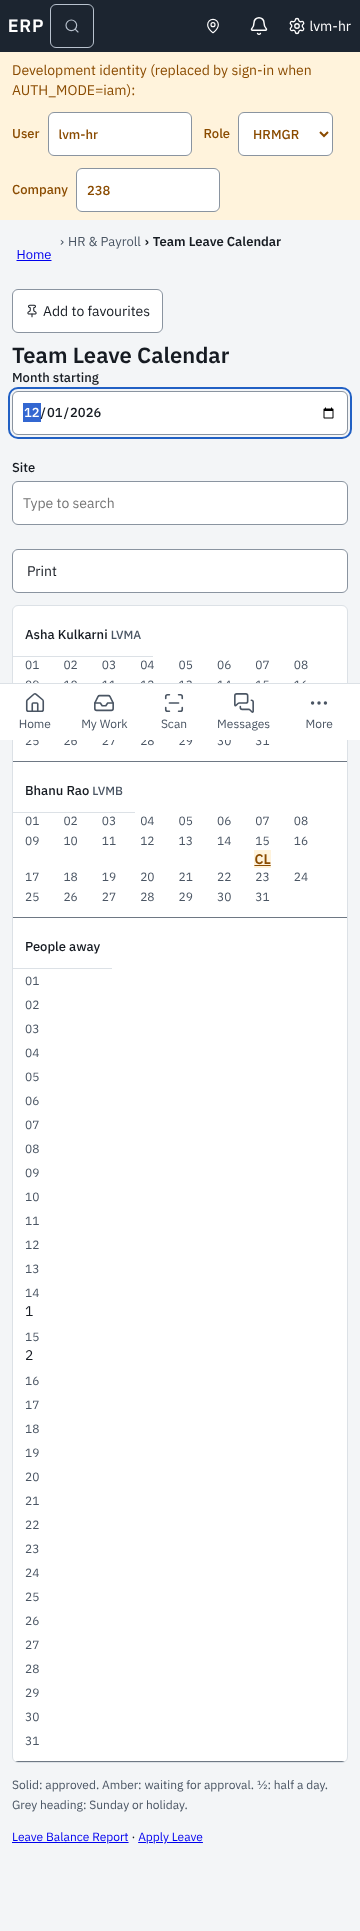 ERP lvm-hr
Development identity (replaced by sign-in when
AUTH_MODE=iam):
User lvm-hr Role HRMGR
Company 238
Home › HR & Payroll › Team Leave Calendar
Add to favourites
Team Leave Calendar
Month starting
12/01/2026
Site
Type to search
Print
Asha Kulkarni LVMA
01 02 03 04 05 06 07 08
Home My Work Scan Messages More
25 26 27 28 29 30 31
Bhanu Rao LVMB
01 02 03 04 05 06 07 08
09 10 11 12 13 14 15 16
CL
17 18 19 20 21 22 23 24
25 26 27 28 29 30 31
People away
01
02
03
04
05
06
07
08
09
10
11
12
13
14
1
15
2
16
17
18
19
20
21
22
23
24
25
26
27
28
29
30
31
Solid: approved. Amber: waiting for approval. ½: half a day.
Grey heading: Sunday or holiday.
Leave Balance Report · Apply Leave